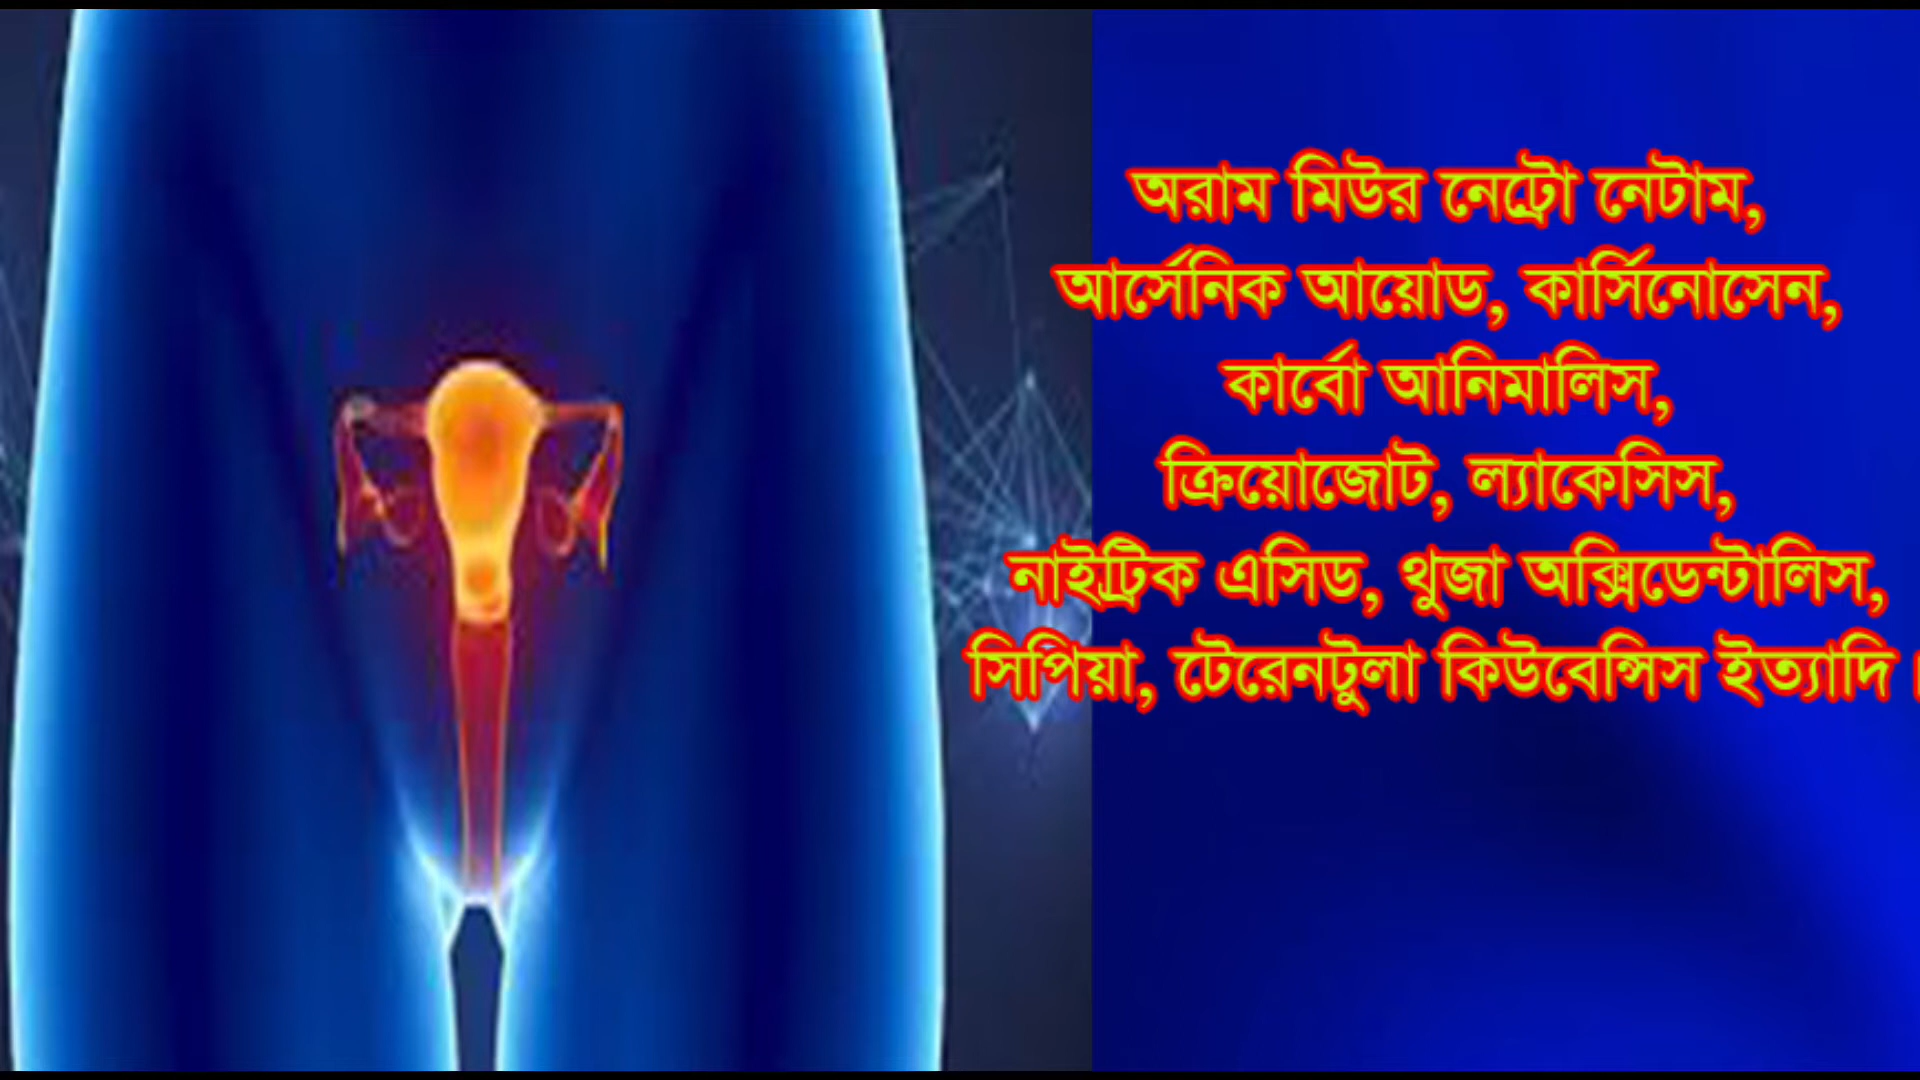 অরাম মিউর নেট্রো নেটাম,
আর্সেনিক আয়োড, কার্সিনোসেন,
কার্বো আনিমালিস,
ক্রিয়োজোট, ল্যাকেসিস,
নাইট্রিক এসিড, থুজা অক্সিডেন্টালিস,
সিপিয়া, টেরেনটুলা কিউবেন্সিস ইত্যাদি।